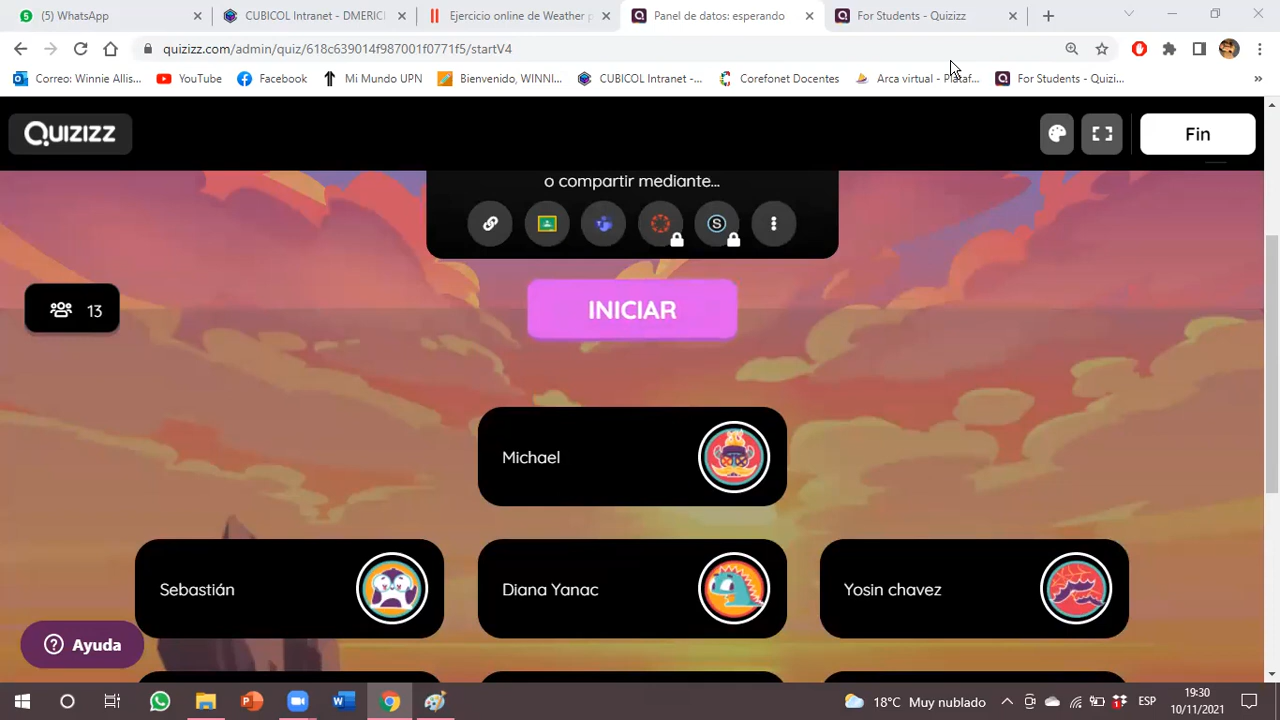 (5) WhatsApp
CUBICOL Intranet - DMERICI
Ejercicio online de Weather p
Panel de datos: esperando
For Students - Quizizz
quizizz.com/admin/quiz/618c639014f987001f0771f5/startV4
Correo: Winnie Allis...
YouTube
Facebook
Mi Mundo UPN
Bienvenido, WINNI...
CUBICOL Intranet -...
Corefonet Docentes
Arca virtual - Plataf...
For Students - Quizi...
QUIZIZZ
Fin
o compartir mediante...
13
INICIAR
Michael
Sebastián
Diana Yanac
Yosin chavez
Ayuda
18°C Muy nublado
ESP
19:30
10/11/2021